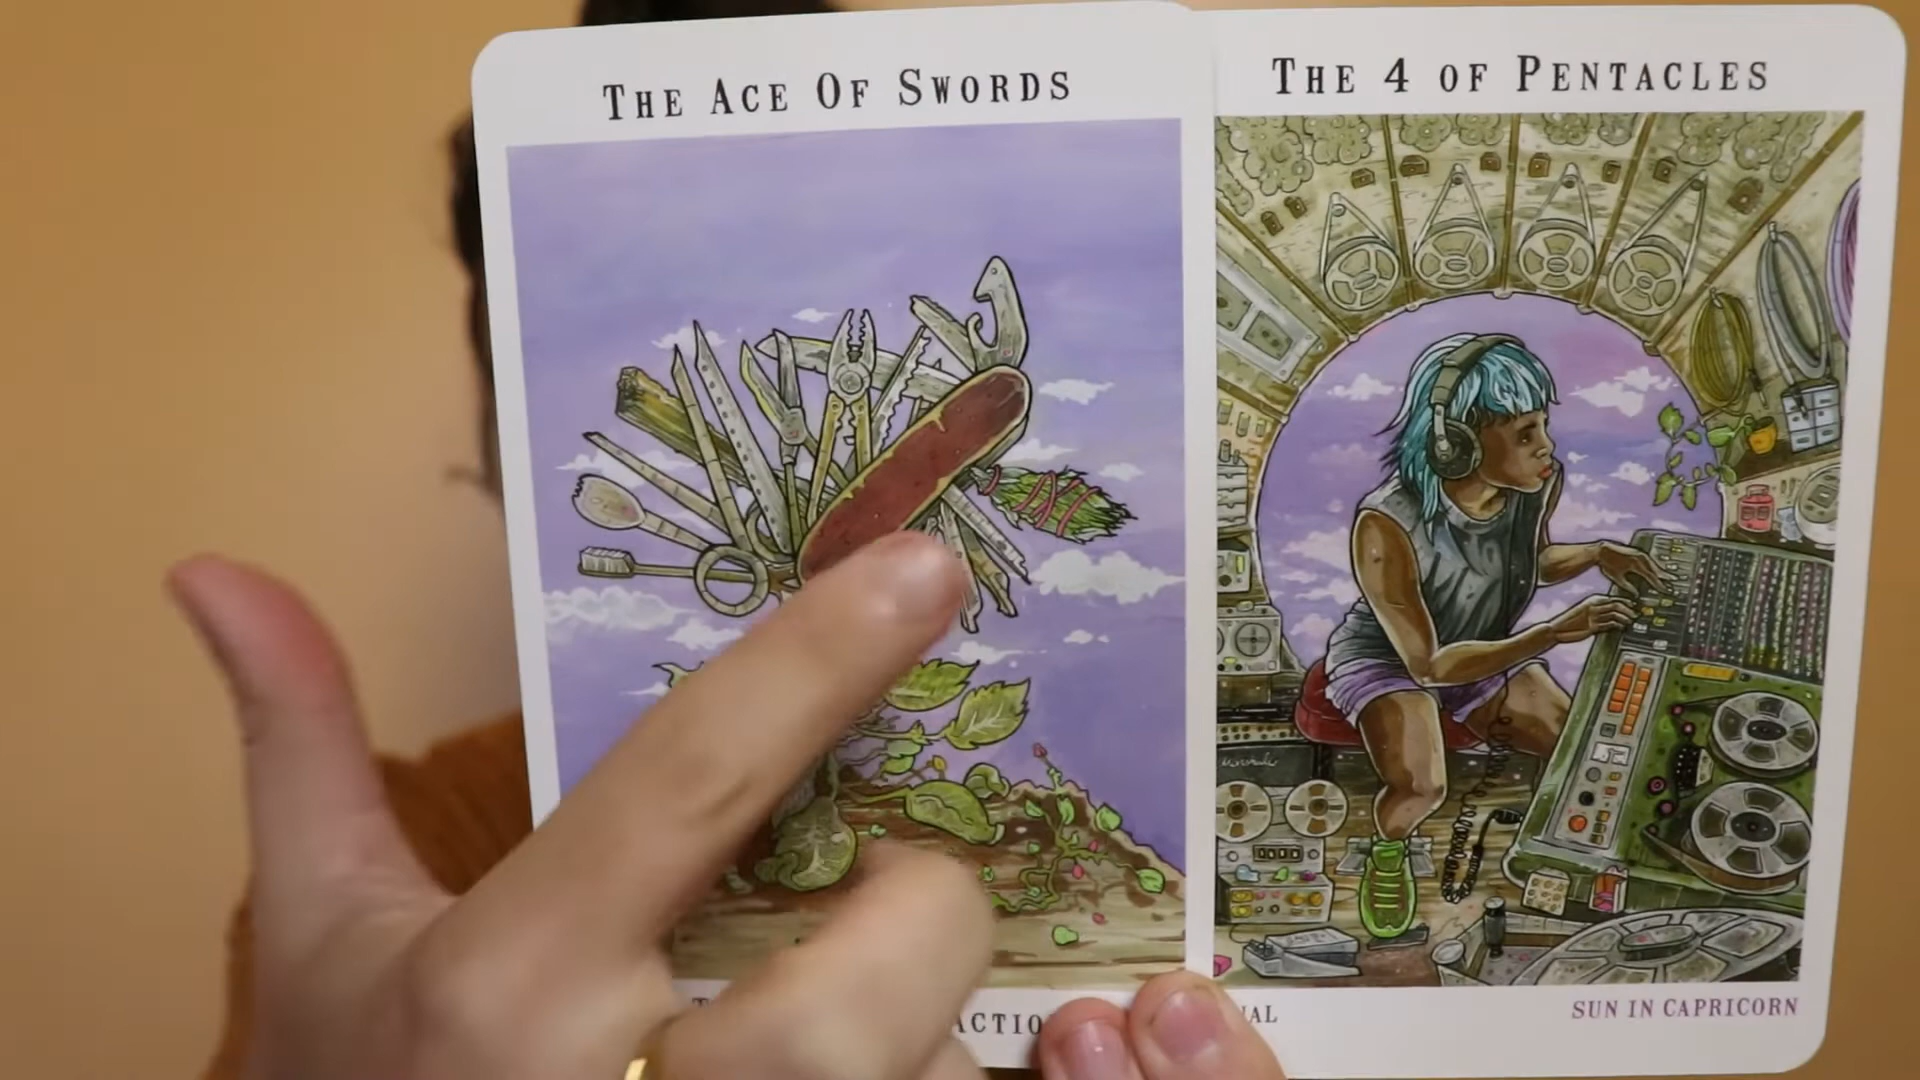 The Ace Of Swords
The 4 of Pentacles
SUN IN CAPRICORN